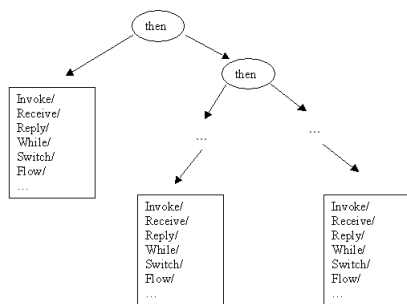 then
then
...
...
Invoke/
Receive/
Reply/
While/
Switch/
Flow/
...
Invoke/
Receive/
Reply/
While/
Switch/
Flow/
...
Invoke/
Receive/
Reply/
While/
Switch/
Flow/
...